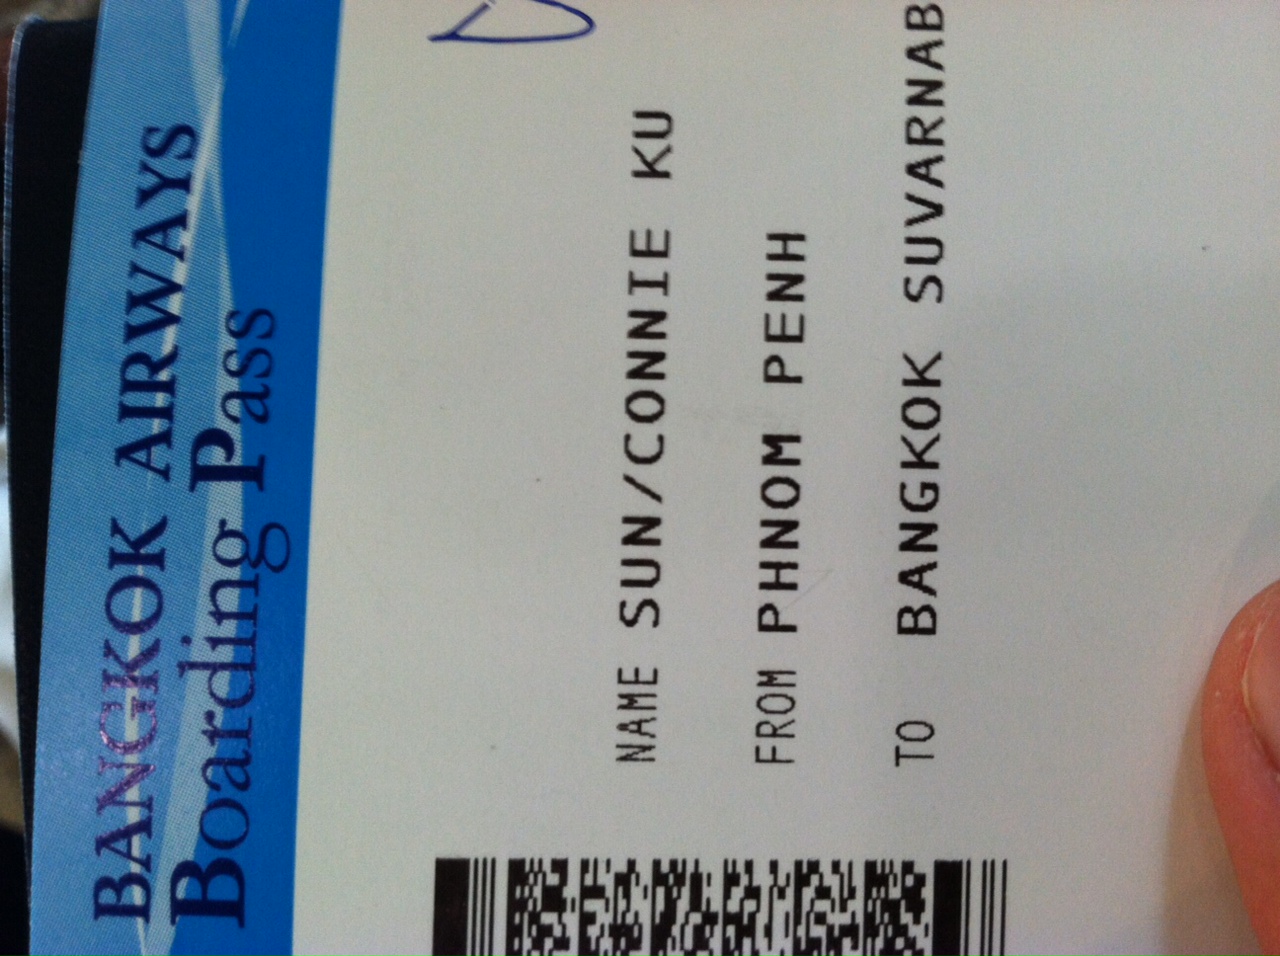 BANGKOK AIRWAYS
Boarding Pass
NAME SUN/CONNIE KU
FROM PHNOM PENH
TO BANGKOK SUVARNAB